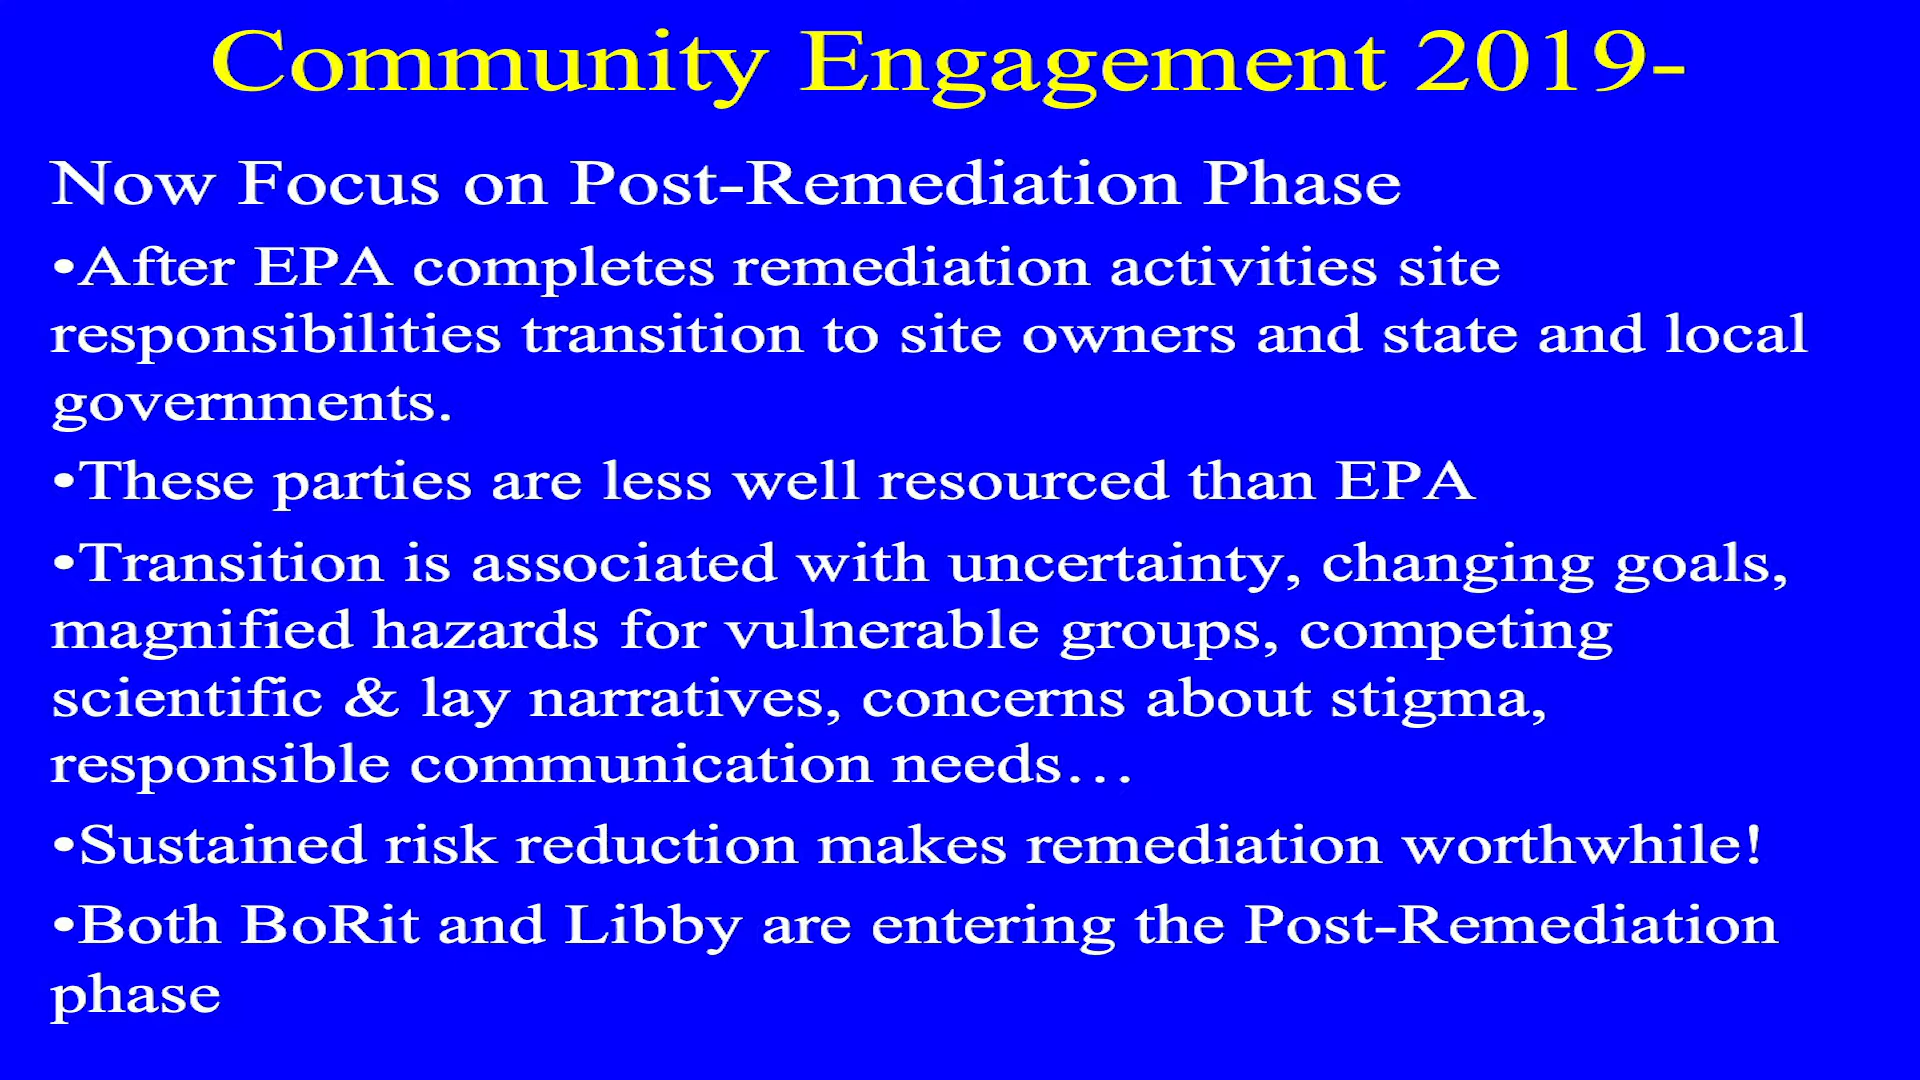 Community Engagement 2019-
Now Focus on Post-Remediation Phase
•After EPA completes remediation activities site
responsibilities transition to site owners and state and local
governments.
•These parties are less well resourced than EPA
•Transition is associated with uncertainty, changing goals,
magnified hazards for vulnerable groups, competing
scientific & lay narratives, concerns about stigma,
responsible communication needs…
•Sustained risk reduction makes remediation worthwhile!
•Both BoRit and Libby are entering the Post-Remediation
phase